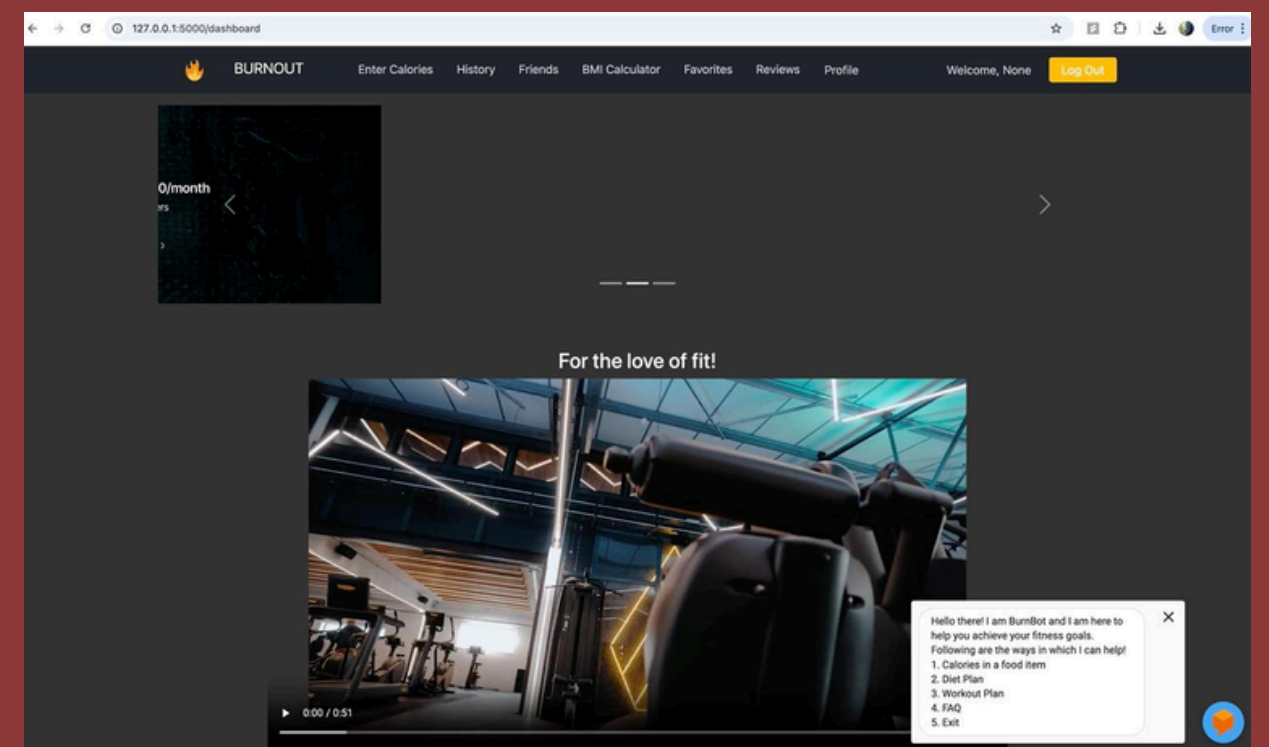 127.0.0.1:5000/dashboard
Error
BURNOUT Enter Calories History Friends BMI Calculator Favorites Reviews Profile Welcome, None Log Out
0/month
ers
For the love of fit!
0:00 / 0:51
Hello there! I am BurnBot and I am here to
help you achieve your fitness goals.
Following are the ways in which I can help!
1. Calories in a food item
2. Diet Plan
3. Workout Plan
4. FAQ
5. Exit